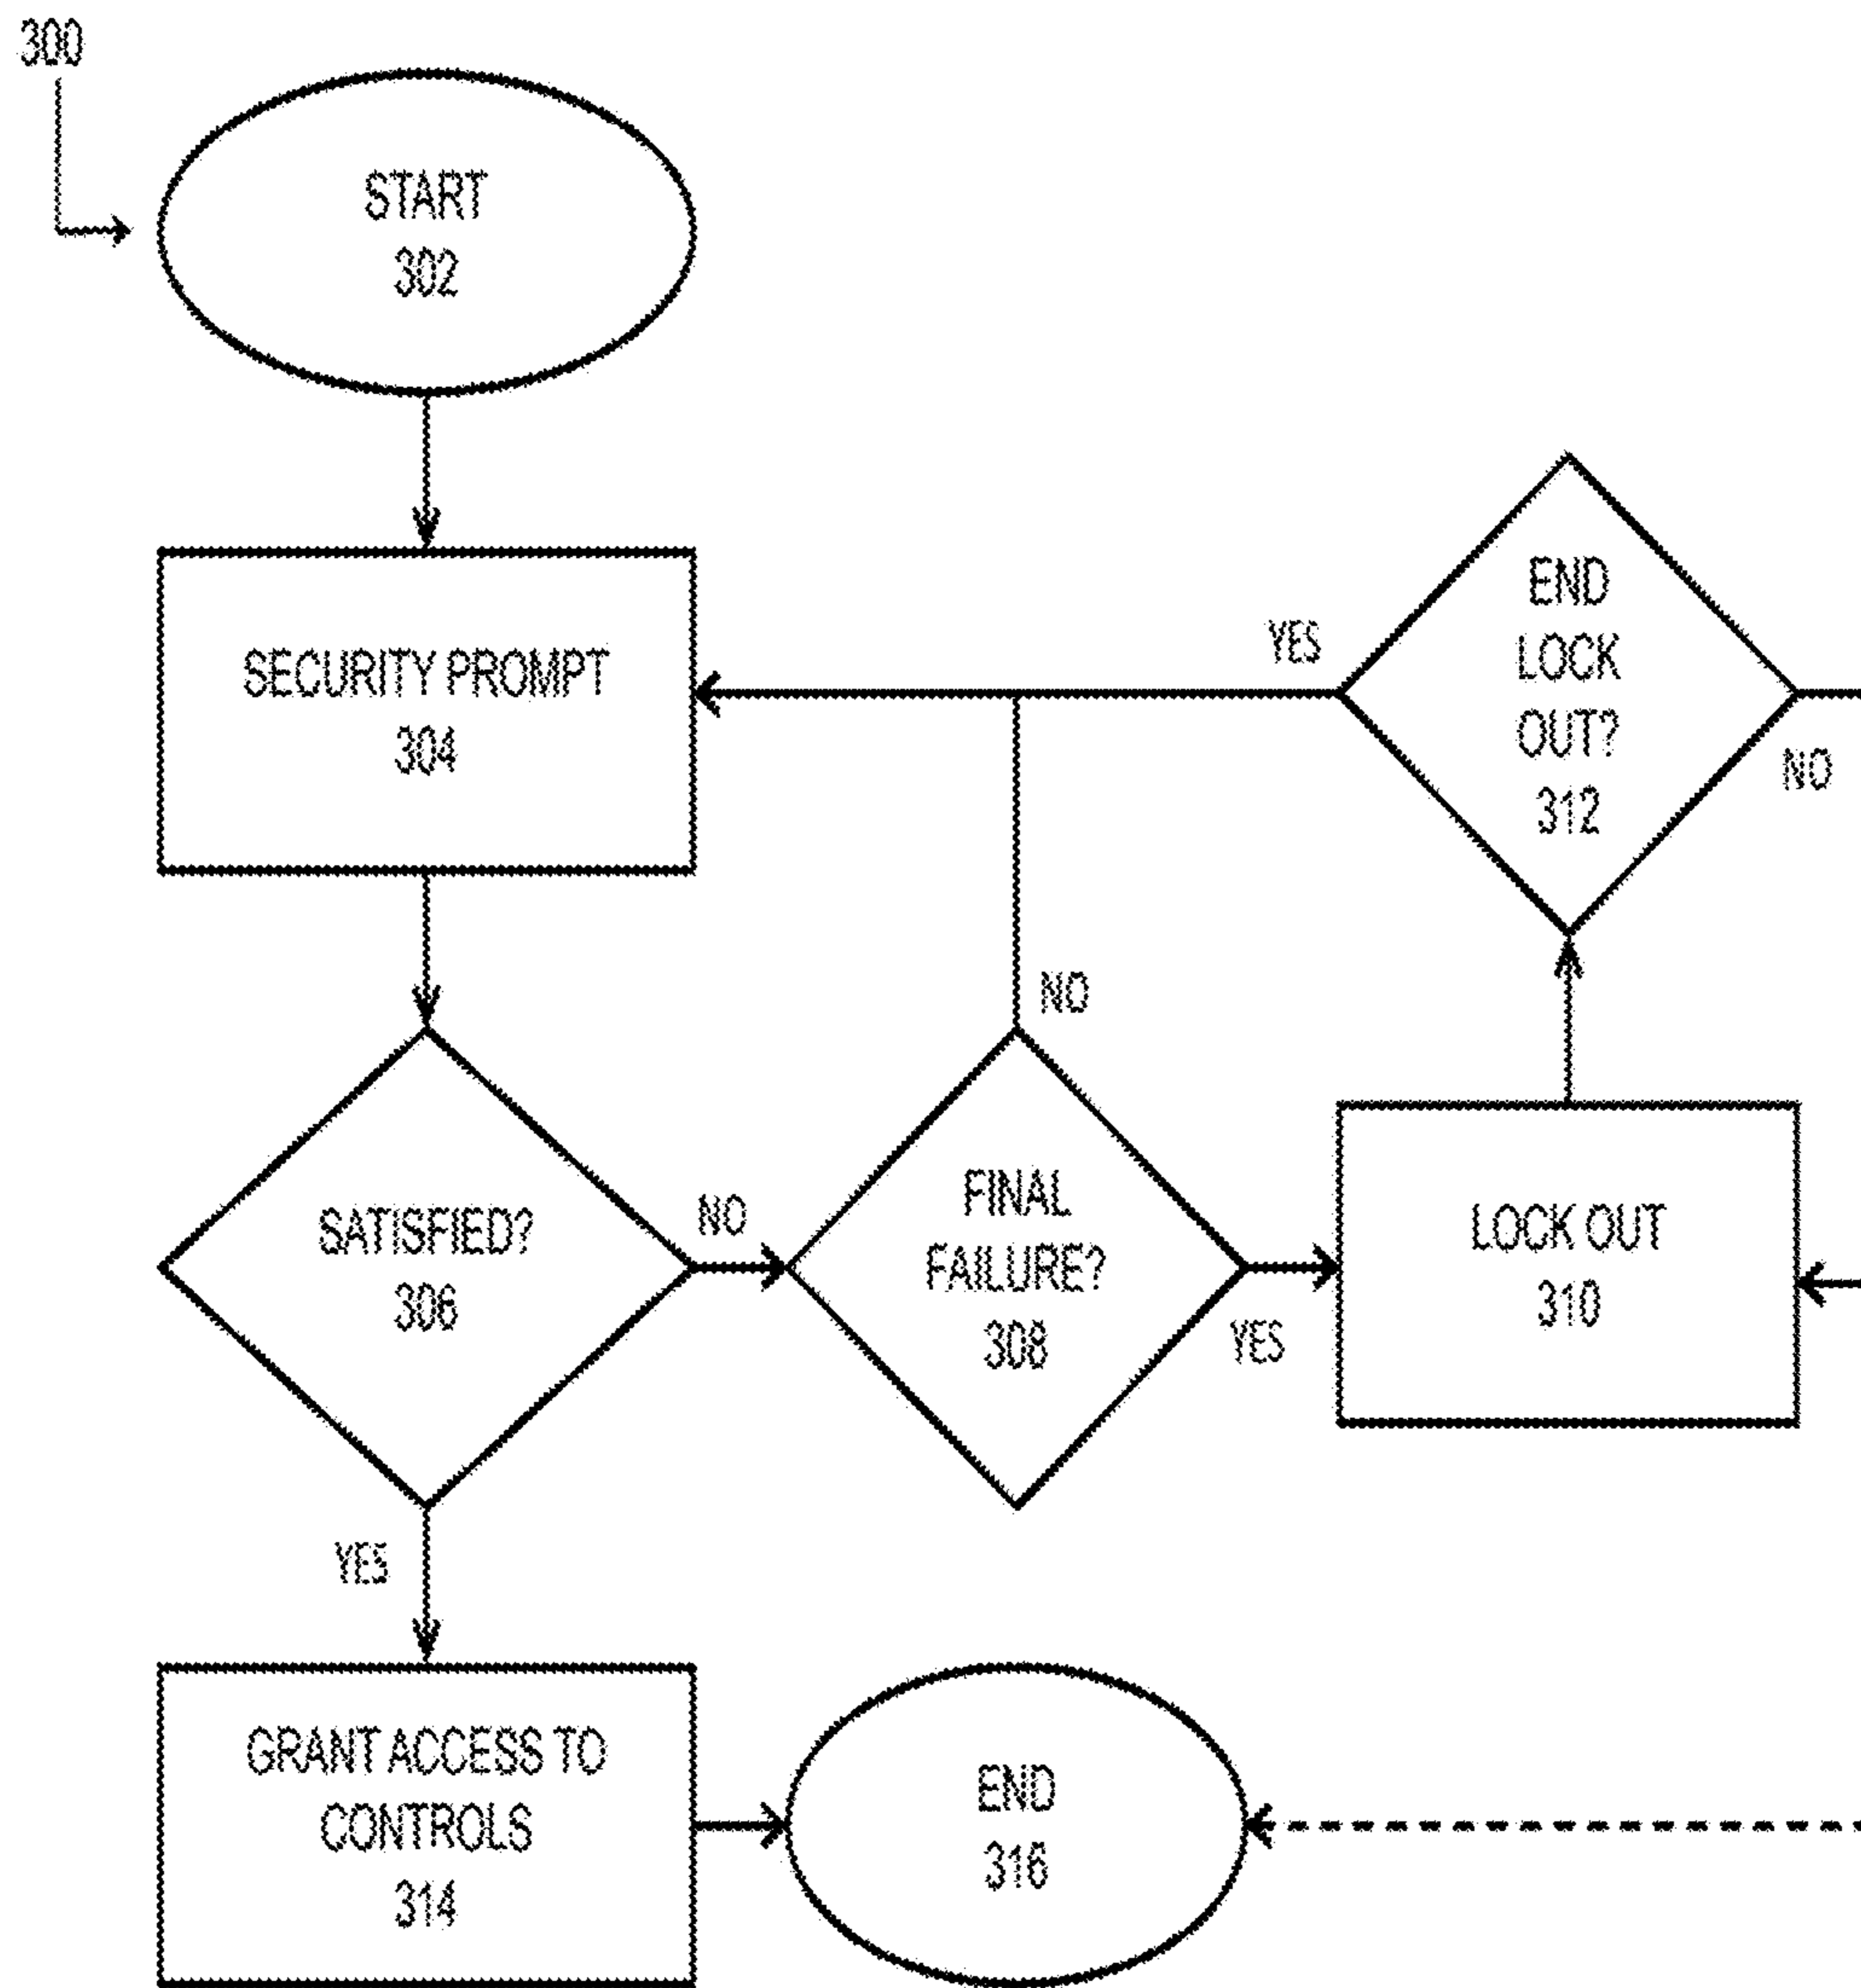 300
START
302
SECURITY PROMPT
304
YES
END
LOCK
OUT?
312
NO
NO
SATISFIED?
306
NO
FINAL
FAILURE?
308
YES
LOCK OUT
310
YES
GRANT ACCESS TO
CONTROLS
314
END
316